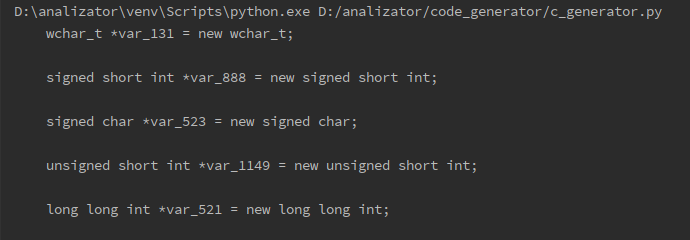 D:\analizator\venv\Scripts\python.exe D:/analizator/code_generator/c_generator.py
wchar_t *var_131 = new wchar_t;
signed short int *var_888 = new signed short int;
signed char *var_523 = new signed char;
unsigned short int *var_1149 = new unsigned short int;
long long int *var_521 = new long long int;